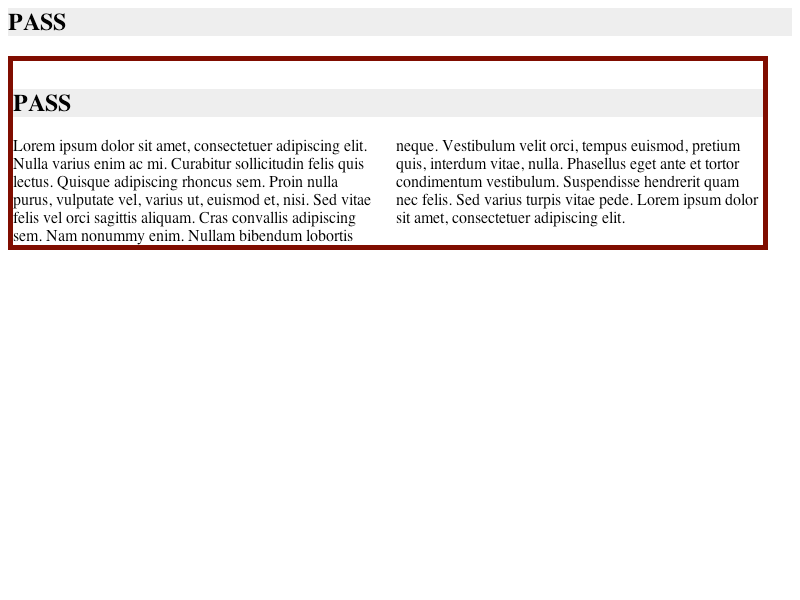 PASS
PASS
Lorem ipsum dolor sit amet, consectetuer adipiscing elit.
Nulla varius enim ac mi. Curabitur sollicitudin felis quis
lectus. Quisque adipiscing rhoncus sem. Proin nulla
purus, vulputate vel, varius ut, euismod et, nisi. Sed vitae
felis vel orci sagittis aliquam. Cras convallis adipiscing
sem. Nam nonummy enim. Nullam bibendum lobortis
neque. Vestibulum velit orci, tempus euismod, pretium
quis, interdum vitae, nulla. Phasellus eget ante et tortor
condimentum vestibulum. Suspendisse hendrerit quam
nec felis. Sed varius turpis vitae pede. Lorem ipsum dolor
sit amet, consectetuer adipiscing elit.